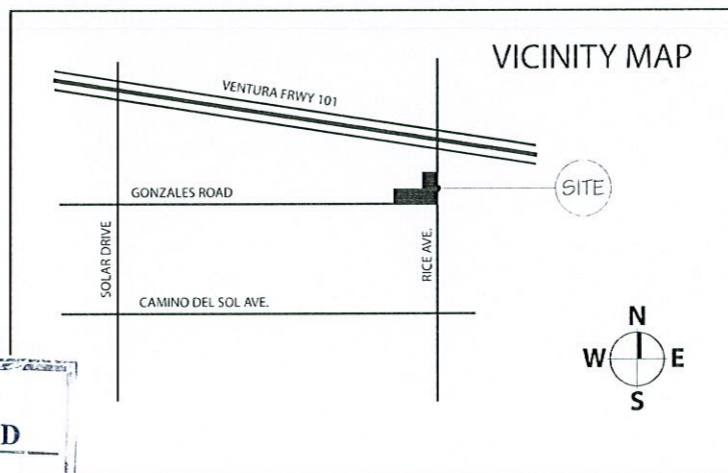 VICINITY MAP
VENTURA FRWY 101
SITE
GONZALES ROAD
SOLAR DRIVE
RICE AVE.
CAMINO DEL SOL AVE.
N
W E
S
D